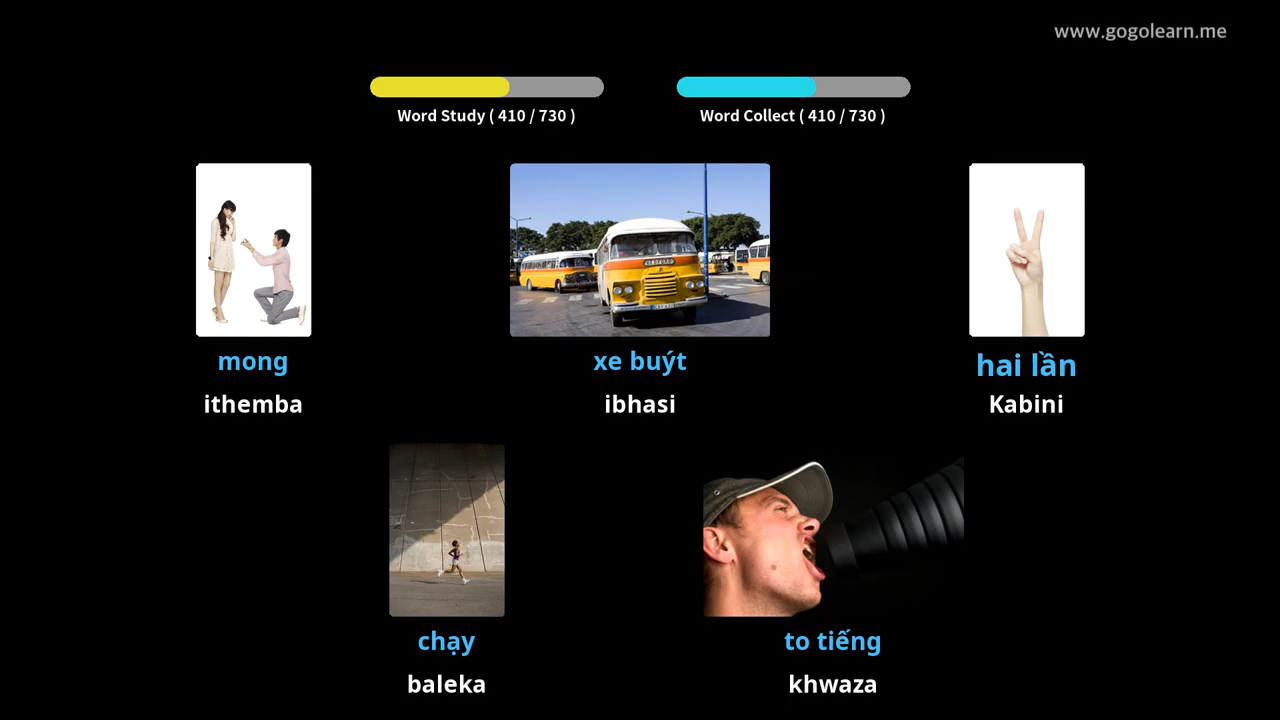 www.gogolearn.me
Word Study ( 410 / 730 )
Word Collect ( 410 / 730 )
mong
xe buýt
hai lần
ithemba
ibhasi
Kabini
chạy
to tiếng
baleka
khwaza